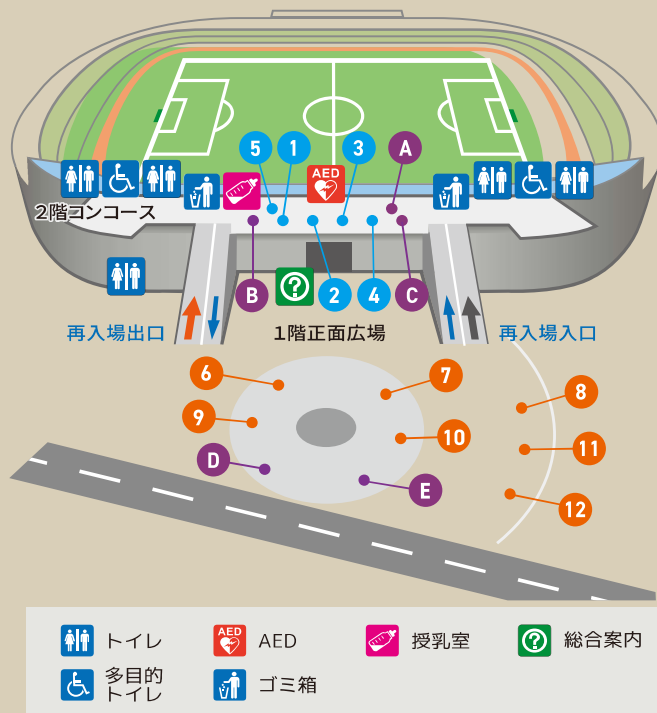 5
1
3
A
AED
2階コンコース
B
2
4
C
再入場出口
1階正面広場
再入場入口
6
7
8
9
10
11
D
E
12
トイレ
AED
AED
授乳室
総合案内
多目的
トイレ
ゴミ箱